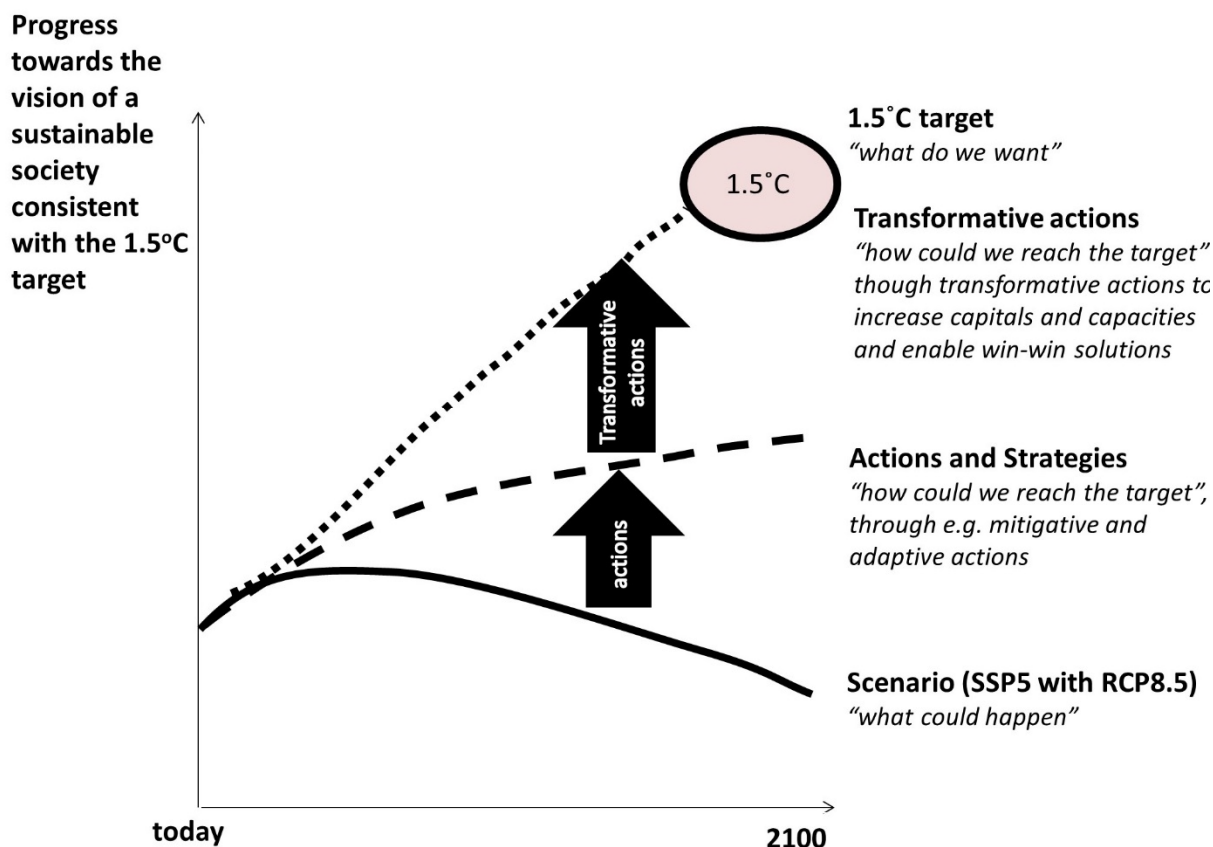 Progress
towards the
vision of a
sustainable
society
consistent
with the 1.5°C
target
1.5˚C target
“what do we want”
1.5˚C
Transformative actions
“how could we reach the target”
though transformative actions to
increase capitals and capacities
and enable win-win solutions
Transformative
actions
Actions and Strategies
“how could we reach the target”,
through e.g. mitigative and
adaptive actions
actions
Scenario (SSP5 with RCP8.5)
“what could happen”
today
2100